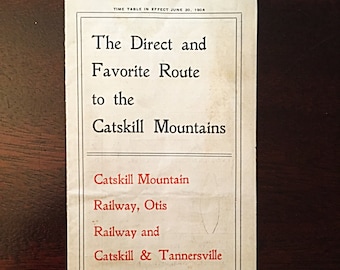 TIME TABLE IN EFFECT JUNE 20, 1904
The Direct and
Favorite Route
to the
Catskill Mountains
Catskill Mountain
Railway, Otis
Railway and
Catskill & Tannersville